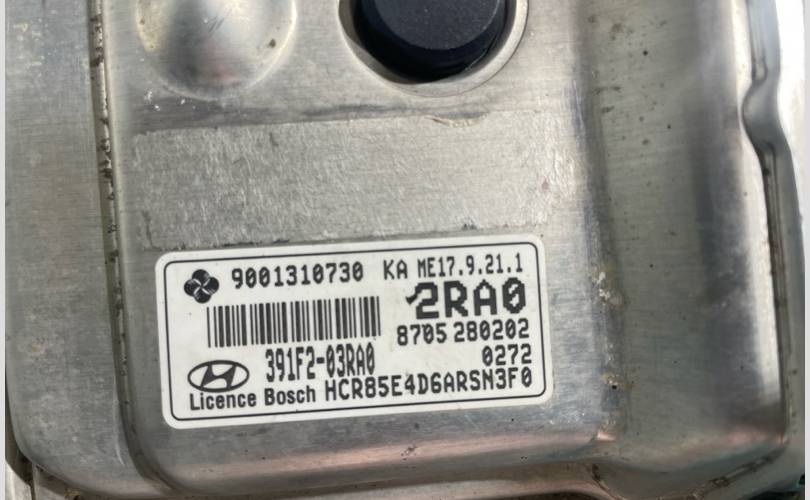 9001310730 KA ME17.9.21.1
2RA0
8705 280202
391F2-03RA0 0272
Licence Bosch HCR85E4D6ARSN3F0